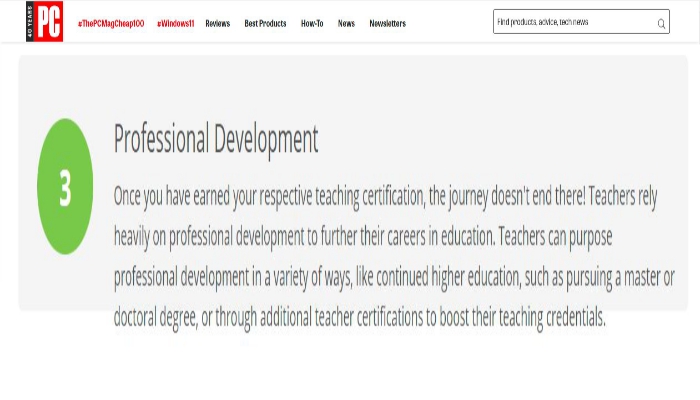 40 YEARS PC #ThePCMagCheap100 #Windows11 Reviews Best Products How-To News Newsletters Find products, advice, tech news
3
Professional Development
Once you have earned your respective teaching certification, the journey doesn't end there! Teachers rely
heavily on professional development to further their careers in education. Teachers can purpose
professional development in a variety of ways, like continued higher education, such as pursuing a master or
doctoral degree, or through additional teacher certifications to boost their teaching credentials.